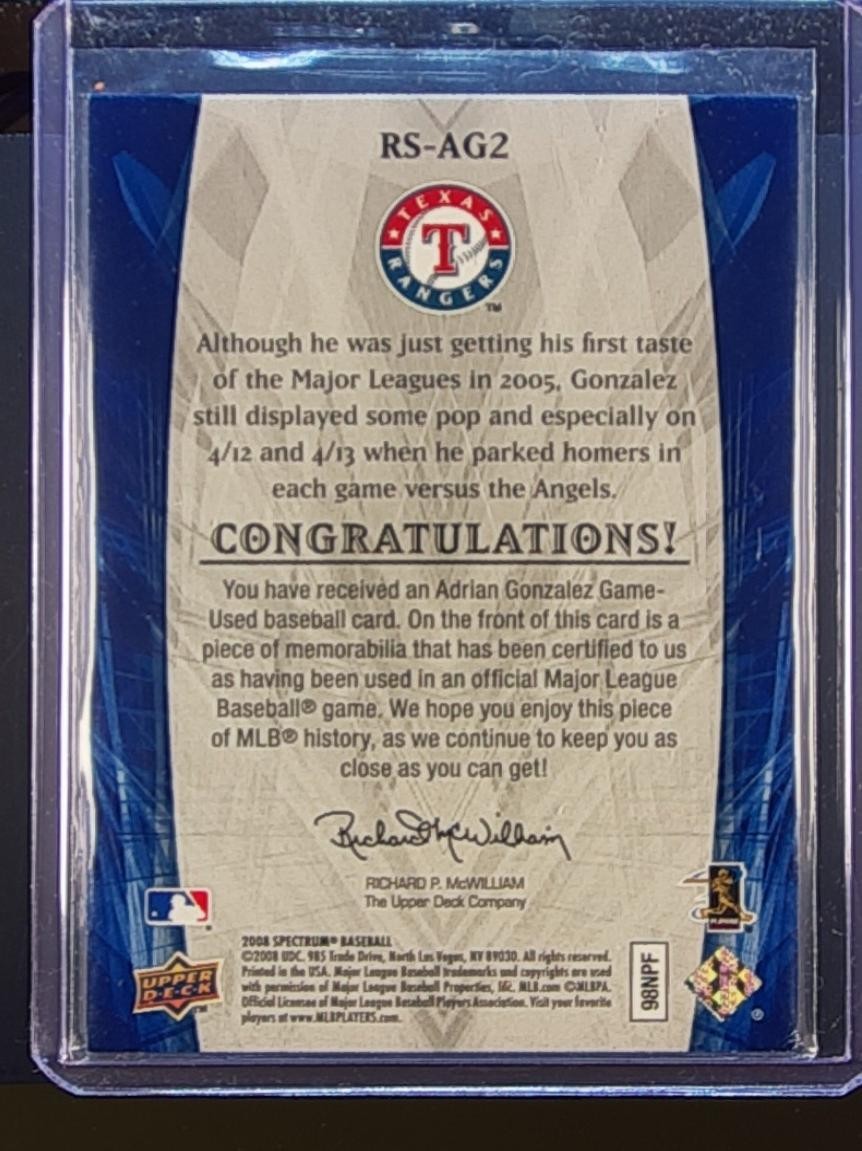 RS-AG2
TEXAS
T
RANGERS
TM
Although he was just getting his first taste
of the Major Leagues in 2005, Gonzalez
still displayed some pop and especially on
4/12 and 4/13 when he parked homers in
each game versus the Angels.
CONGRATULATIONS!
You have received an Adrian Gonzalez Game-
Used baseball card. On the front of this card is a
piece of memorabilia that has been certified to us
as having been used in an official Major League
Baseball® game. We hope you enjoy this piece
of MLB® history, as we continue to keep you as
close as you can get!
Richard McWilliam
RICHARD P. McWILLIAM
The Upper Deck Company
2008 SPECTRUM® BASEBALL
©2008 UDC. 985 Trade Drive, North Las Vegas, NV 89030. All rights reserved.
Printed in the USA. Major League Baseball trademarks and copyrights are used
with permission of Major League Baseball Properties, Inc. MLB.com ©MLBPA.
Official Licensee of Major League Baseball Players Association. Visit your favorite
players at www.MLBPLAYERS.com.
UPPER
D·E·C·K
98NPF
®